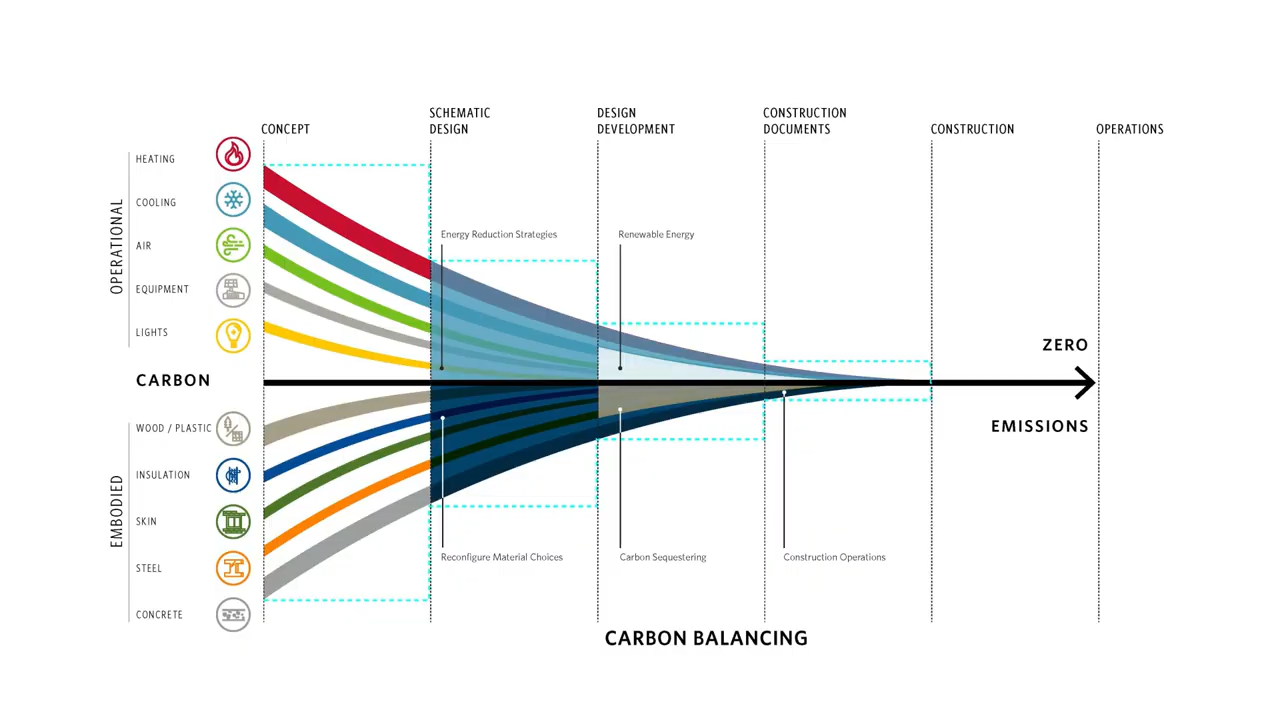 CONCEPT
SCHEMATIC
DESIGN
DESIGN
DEVELOPMENT
CONSTRUCTION
DOCUMENTS
CONSTRUCTION
OPERATIONS
OPERATIONAL
HEATING
COOLING
AIR
EQUIPMENT
LIGHTS
Energy Reduction Strategies
Renewable Energy
CARBON
ZERO
EMISSIONS
EMBODIED
WOOD / PLASTIC
INSULATION
SKIN
STEEL
CONCRETE
Reconfigure Material Choices
Carbon Sequestering
Construction Operations
CARBON BALANCING